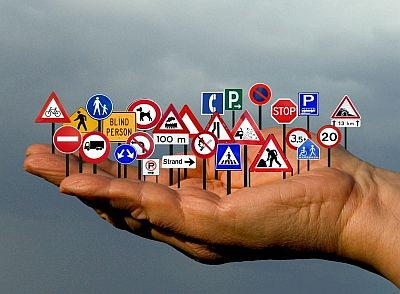 P
P
STOP
BLIND
PERSON
100 m
20
3,5t
13 km
P
Strand